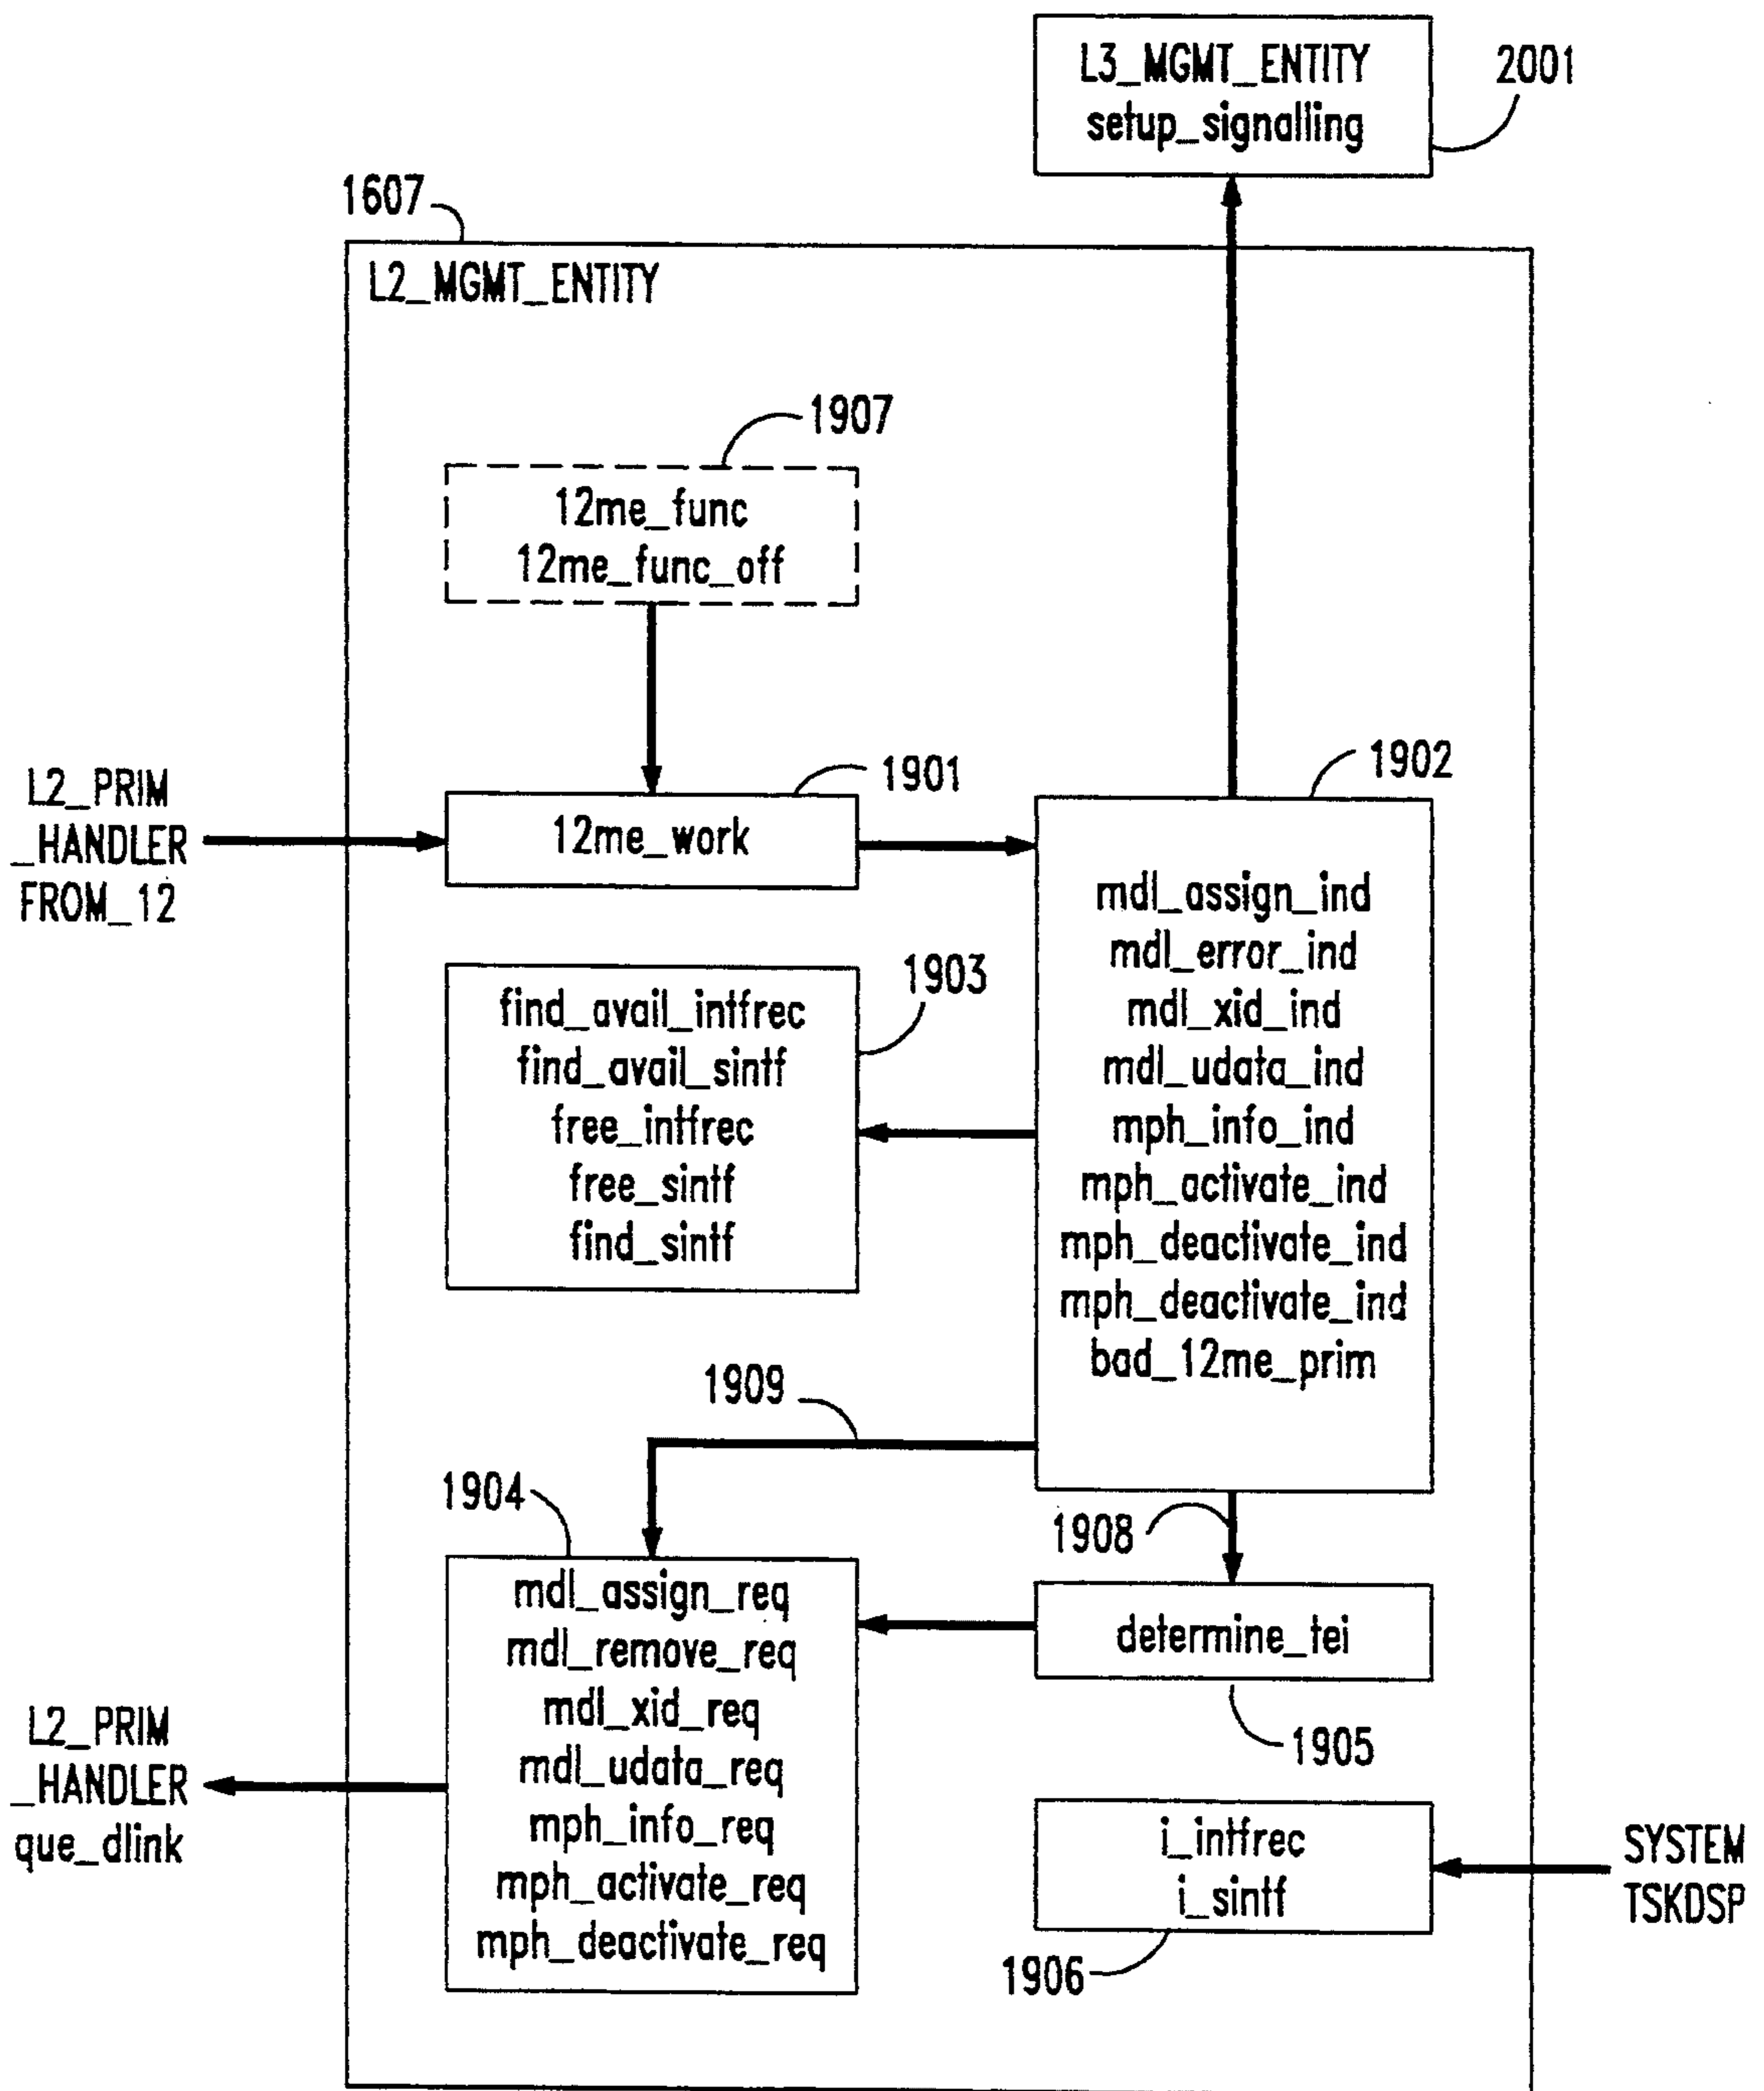 L3_MGMT_ENTITY
setup_signalling
2001
1607
L2_MGMT_ENTITY
1907
12me_func
12me_func_off
L2_PRIM
_HANDLER
FROM_12
1901
12me_work
1902
mdl_assign_ind
mdl_error_ind
mdl_xid_ind
mdl_udata_ind
mph_info_ind
mph_activate_ind
mph_deactivate_ind
mph_deactivate_ind
bad_12me_prim
1903
find_avail_intfrec
find_avail_sintf
free_intfrec
free_sintf
find_sintf
1909
1904
1908
mdl_assign_req
mdl_remove_req
mdl_xid_req
mdl_udata_req
mph_info_req
mph_activate_req
mph_deactivate_req
determine_tei
1905
L2_PRIM
_HANDLER
que_dlink
i_intfrec
i_sintf
1906
SYSTEM
TSKDSP